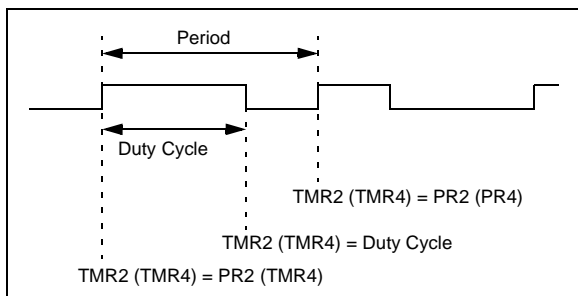 Period
Duty Cycle
TMR2 (TMR4) = PR2 (PR4)
TMR2 (TMR4) = Duty Cycle
TMR2 (TMR4) = PR2 (TMR4)